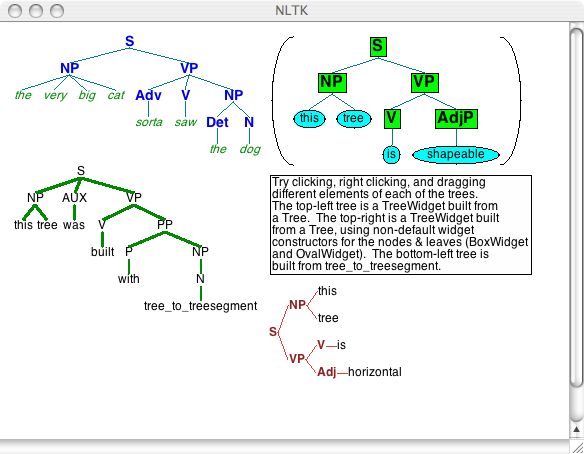 NLTK
S
NP VP
the very big cat Adv V NP
sorta saw Det N
the dog
S
NP VP
this tree V AdjP
is shapeable
S
NP AUX VP
this tree was V PP
built P NP
with N
tree_to_treesegment
Try clicking, right clicking, and dragging
different elements of each of the trees.
The top-left tree is a TreeWidget built from
a Tree. The top-right is a TreeWidget built
from a Tree, using non-default widget
constructors for the nodes & leaves (BoxWidget
and OvalWidget). The bottom-left tree is
built from tree_to_treesegment.
this
NP
tree
S
V is
VP
Adj horizontal